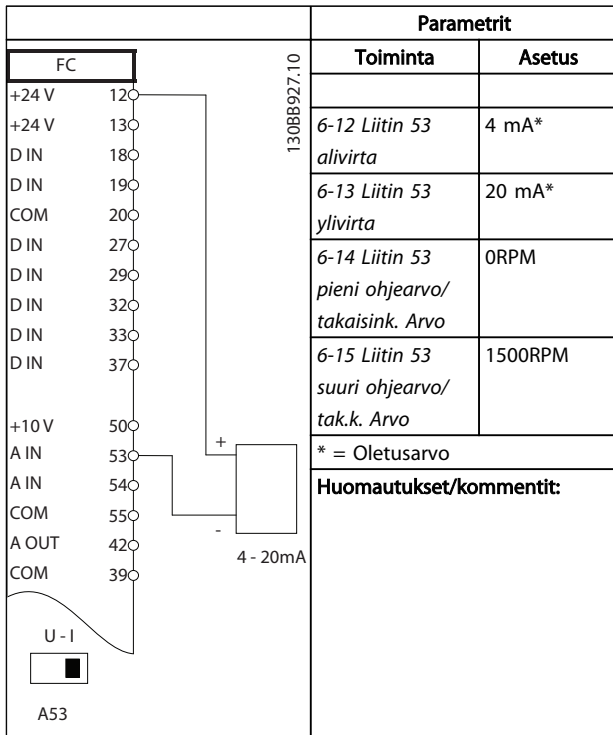 Parametrit
FC
130BB927.10
Toiminta Asetus
+24 V 12
+24 V 13
D IN 18
D IN 19
COM 20
D IN 27
D IN 29
D IN 32
D IN 33
D IN 37
+10 V 50
A IN 53
A IN 54
COM 55
A OUT 42
COM 39
+
-
4 - 20mA
U - I
A53
6-12 Liitin 53 4 mA*
alivirta
6-13 Liitin 53 20 mA*
ylivirta
6-14 Liitin 53 0RPM
pieni ohjearvo/
takaisink. Arvo
6-15 Liitin 53 1500RPM
suuri ohjearvo/
tak.k. Arvo
* = Oletusarvo
Huomautukset/kommentit: